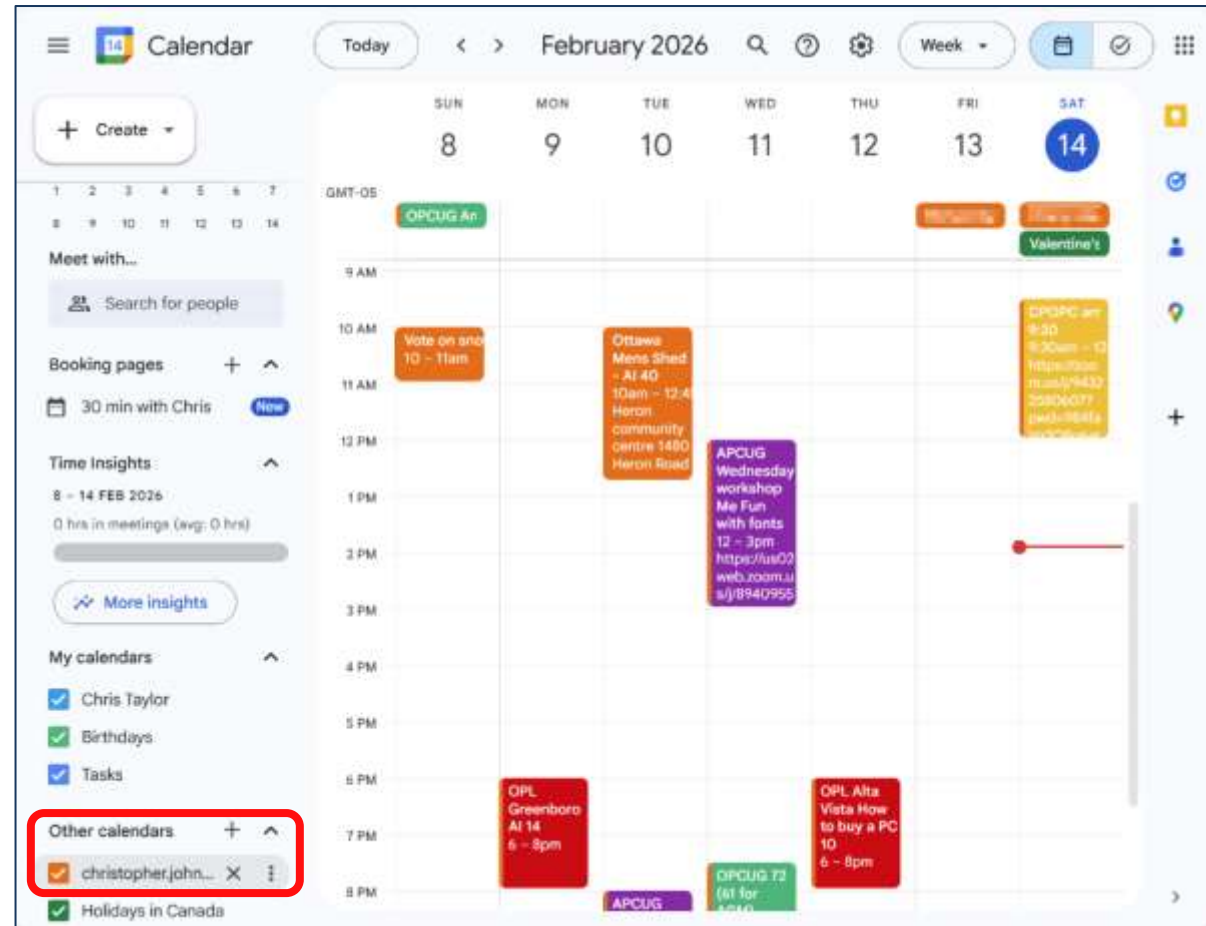 14 Calendar
Today
February 2026
Week
Create
1 2 3 4 5 6 7
8 9 10 11 12 13 14
Meet with...
Search for people
Booking pages
30 min with Chris New
Time Insights
8 – 14 FEB 2026
0 hrs in meetings (avg: 0 hrs)
More insights
My calendars
Chris Taylor
Birthdays
Tasks
Other calendars
christopher.john...
Holidays in Canada
SUN MON TUE WED THU FRI SAT
8 9 10 11 12 13 14
GMT-05
OPCUG An
Valentine's
9 AM
10 AM
11 AM
12 PM
1 PM
2 PM
3 PM
4 PM
5 PM
6 PM
7 PM
8 PM
Vote on sno
10 – 11am
OPL
Greenboro
AI 14
6 – 8pm
Ottawa
Mens Shed
- AI 40
10am – 12:4
Heron
community
centre 1480
Heron Road
APCUG
APCUG
Wednesday
workshop
Me Fun
with fonts
12 – 3pm
https://us02
web.zoom.u
s/j/8940955
OPCUG 72
(61 for
OPL Alta
Vista How
to buy a PC
10
6 – 8pm
9:30